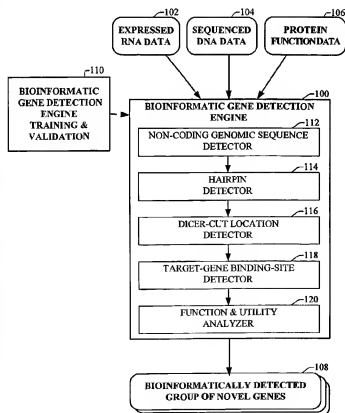 102
EXPRESSED
RNA DATA
104
SEQUENCED
DNA DATA
106
PROTEIN
FUNCTIONDATA
110
BIOINFORMATIC
GENE DETECTION
ENGINE
TRAINING &
VALIDATION
100
BIOINFORMATIC GENE DETECTION
ENGINE
112
NON-CODING GENOMIC SEQUENCE
DETECTOR
114
HAIRPIN
DETECTOR
116
DICER-CUT LOCATION
DETECTOR
118
TARGET-GENE BINDING-SITE
DETECTOR
120
FUNCTION & UTILITY
ANALYZER
108
BIOINFORMATICALLY DETECTED
GROUP OF NOVEL GENES